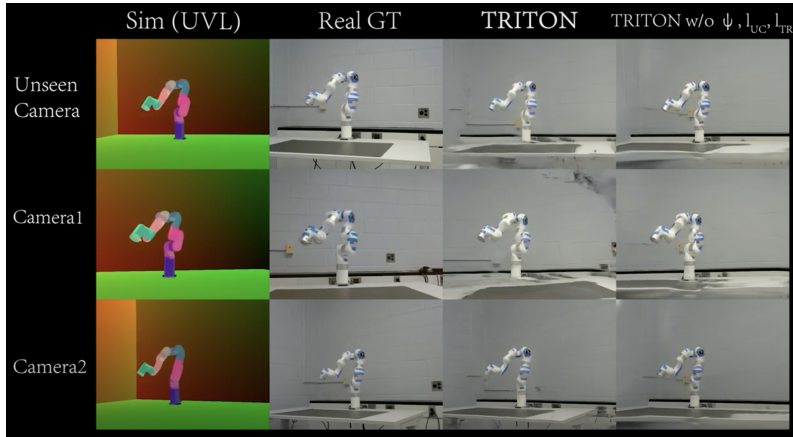 Sim (UVL) Real GT TRITON TRITON w/o ψ, l_UC, l_TR
Unseen
Camera
Camera1
Camera2